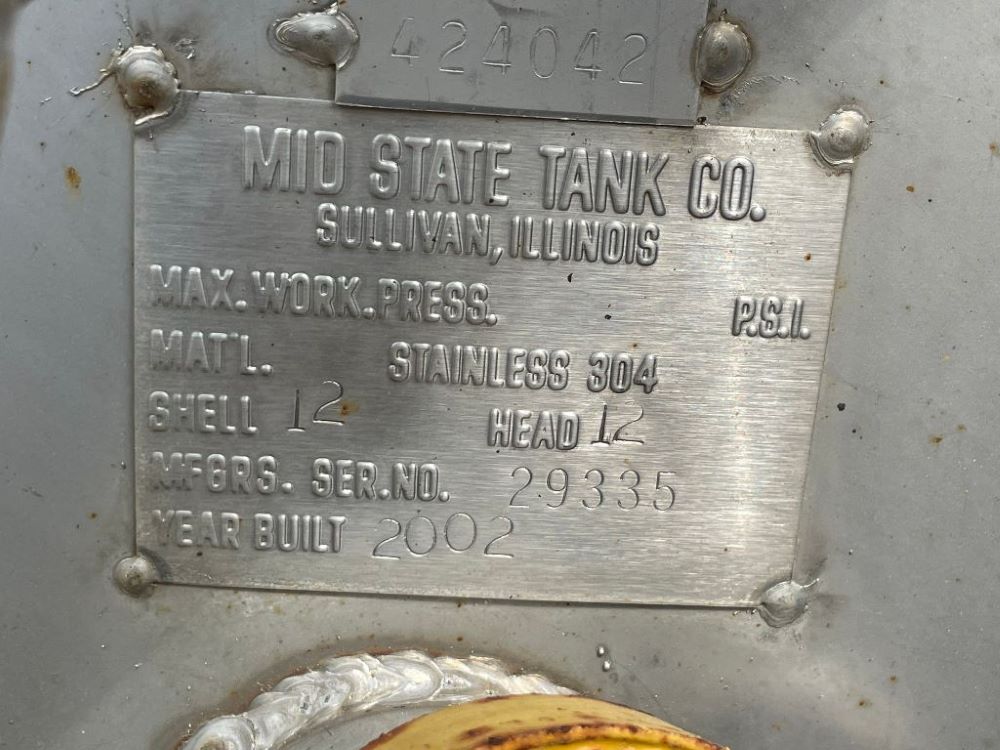 424042
MID STATE TANK CO.
SULLIVAN, ILLINOIS
MAX. WORK. PRESS. P.S.I.
MAT'L. STAINLESS 304
SHELL 12 HEAD 12
MFGRS. SER. NO. 29335
YEAR BUILT 2002